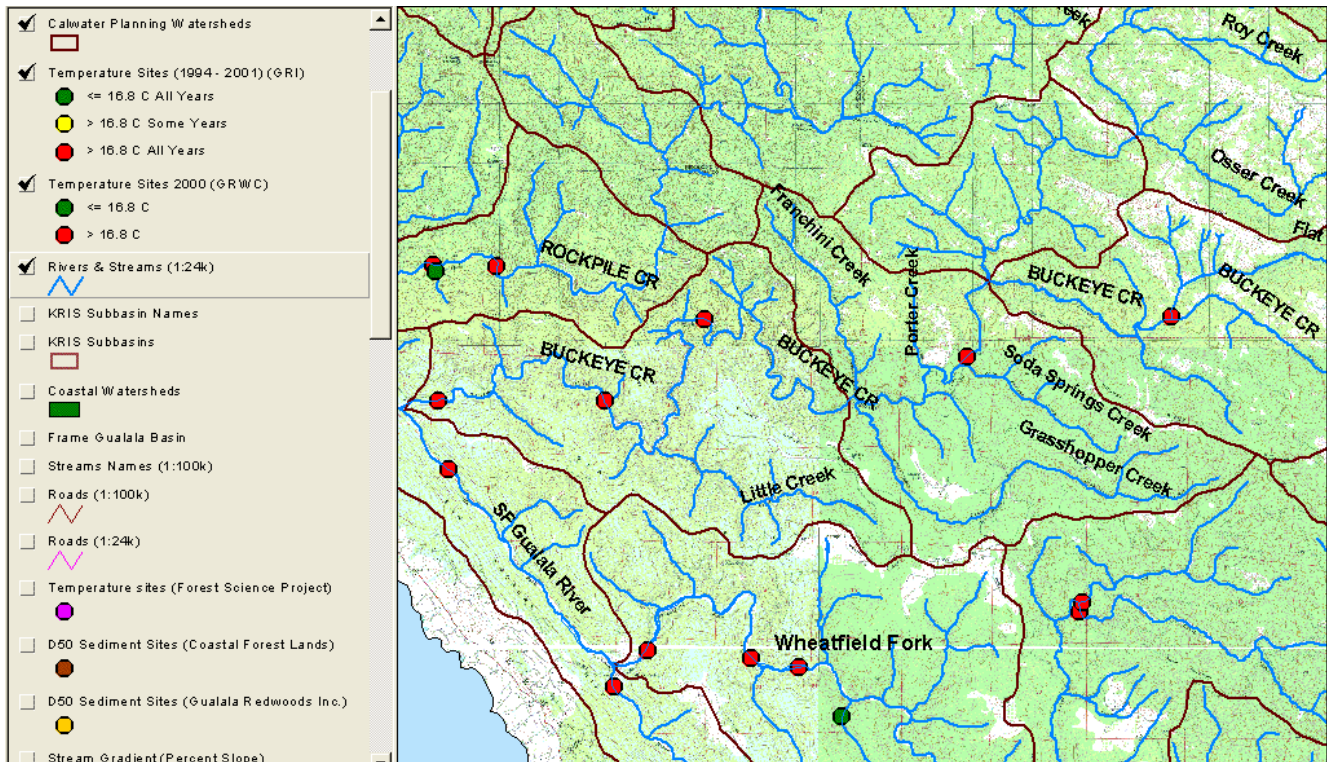 Calwater Planning Watersheds
Temperature Sites (1994 - 2001) (GRI)
<= 16.8 C All Years
> 16.8 C Some Years
> 16.8 C All Years
Temperature Sites 2000 (GRWC)
<= 16.8 C
> 16.8 C
Rivers & Streams (1:24k)
KRIS Subbasin Names
KRIS Subbasins
Coastal Watersheds
Frame Gualala Basin
Streams Names (1:100k)
Roads (1:100k)
Roads (1:24k)
Temperature sites (Forest Science Project)
D50 Sediment Sites (Coastal Forest Lands)
D50 Sediment Sites (Gualala Redwoods Inc.)
Stream Gradient (Percent Slope)
Creek
Roy Creek
Osser Creek
Flat
Franchini Creek
ROCKPILE CR
Porter Creek
BUCKEYE CR
BUCKEYE CR
BUCKEYE CR
BUCKEYE CR
Soda Springs Creek
Grasshopper Creek
Little Creek
SF Gualala River
Wheatfield Fork